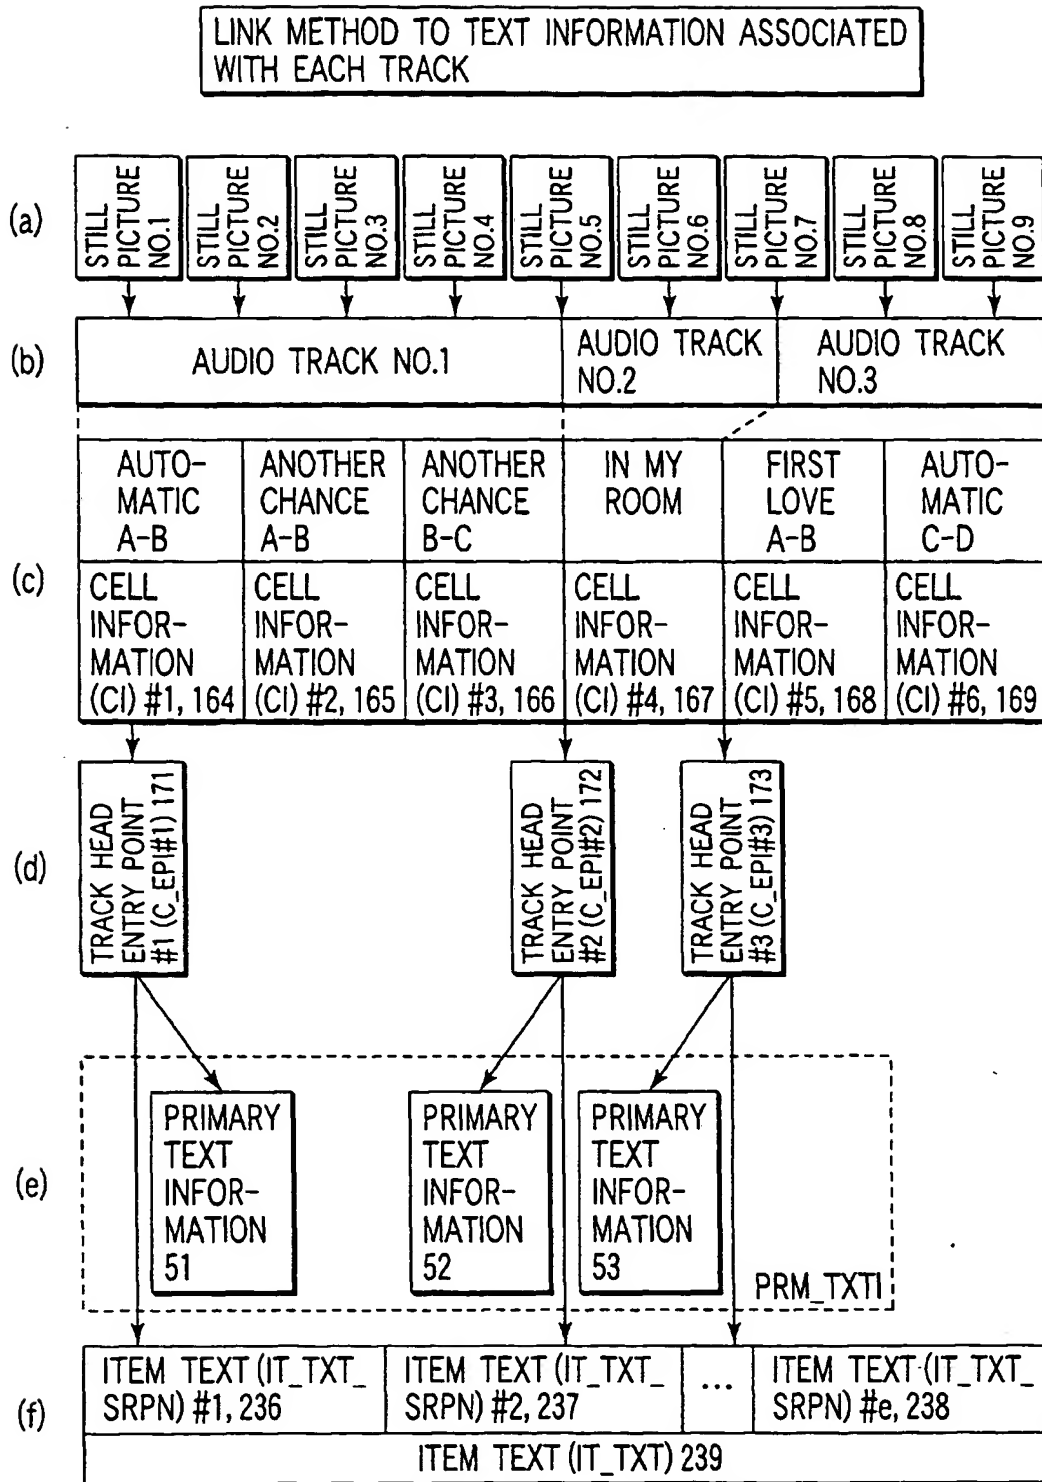 LINK METHOD TO TEXT INFORMATION ASSOCIATED
WITH EACH TRACK
(a)
STILL
PICTURE
NO.1
STILL
PICTURE
NO.2
STILL
PICTURE
NO.3
STILL
PICTURE
NO.4
STILL
PICTURE
NO.5
STILL
PICTURE
NO.6
STILL
PICTURE
NO.7
STILL
PICTURE
NO.8
STILL
PICTURE
NO.9
(b)
AUDIO TRACK NO.1
AUDIO TRACK
NO.2
AUDIO TRACK
NO.3
(c)
AUTO-
MATIC
A-B
ANOTHER
CHANCE
A-B
ANOTHER
CHANCE
B-C
IN MY
ROOM
FIRST
LOVE
A-B
AUTO-
MATIC
C-D
CELL
INFOR-
MATION
(CI) #1, 164
CELL
INFOR-
MATION
(CI) #2, 165
CELL
INFOR-
MATION
(CI) #3, 166
CELL
INFOR-
MATION
(CI) #4, 167
CELL
INFOR-
MATION
(CI) #5, 168
CELL
INFOR-
MATION
(CI) #6, 169
(d)
TRACK HEAD
ENTRY POINT
#1 (C_EPI#1) 171
TRACK HEAD
ENTRY POINT
#2 (C_EPI#2) 172
TRACK HEAD
ENTRY POINT
#3 (C_EPI#3) 173
(e)
PRIMARY
TEXT
INFOR-
MATION
51
PRIMARY
TEXT
INFOR-
MATION
52
PRIMARY
TEXT
INFOR-
MATION
53
PRM_TXTI
(f)
ITEM TEXT (IT_TXT_
SRPN) #1, 236
ITEM TEXT (IT_TXT_
SRPN) #2, 237
...
ITEM TEXT (IT_TXT_
SRPN) #e, 238
ITEM TEXT (IT_TXT) 239